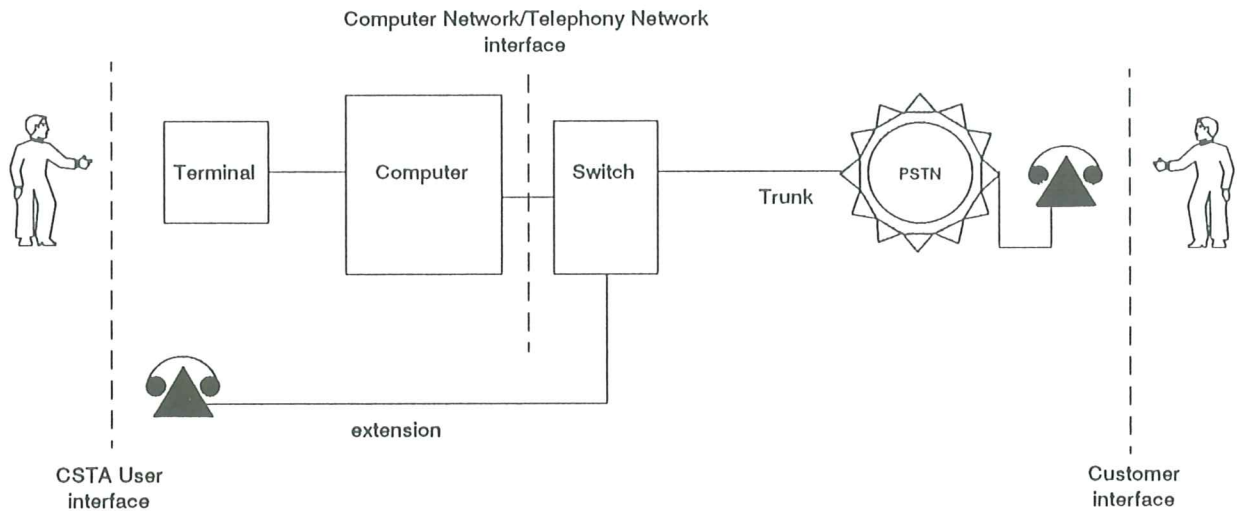 Computer Network/Telephony Network
interface
Terminal
Computer
Switch
PSTN
Trunk
extension
CSTA User
interface
Customer
interface